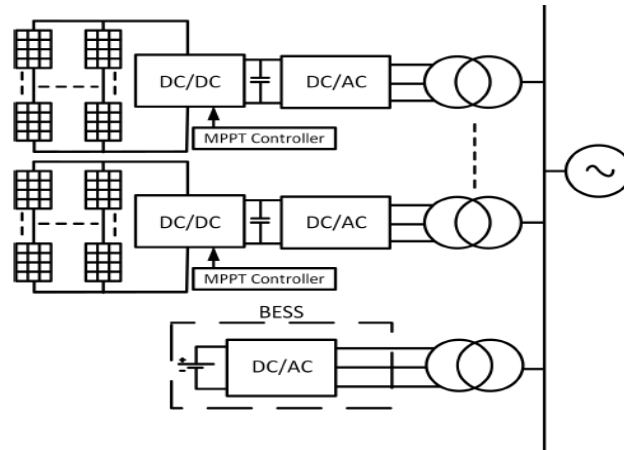 DC/DC
DC/AC
MPPT Controller
DC/DC
DC/AC
MPPT Controller
BESS
+
-
DC/AC
~